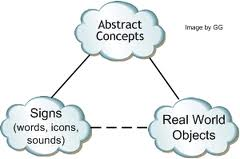 Abstract
Concepts
Image by GG
Signs
(words, icons,
sounds)
Real World
Objects